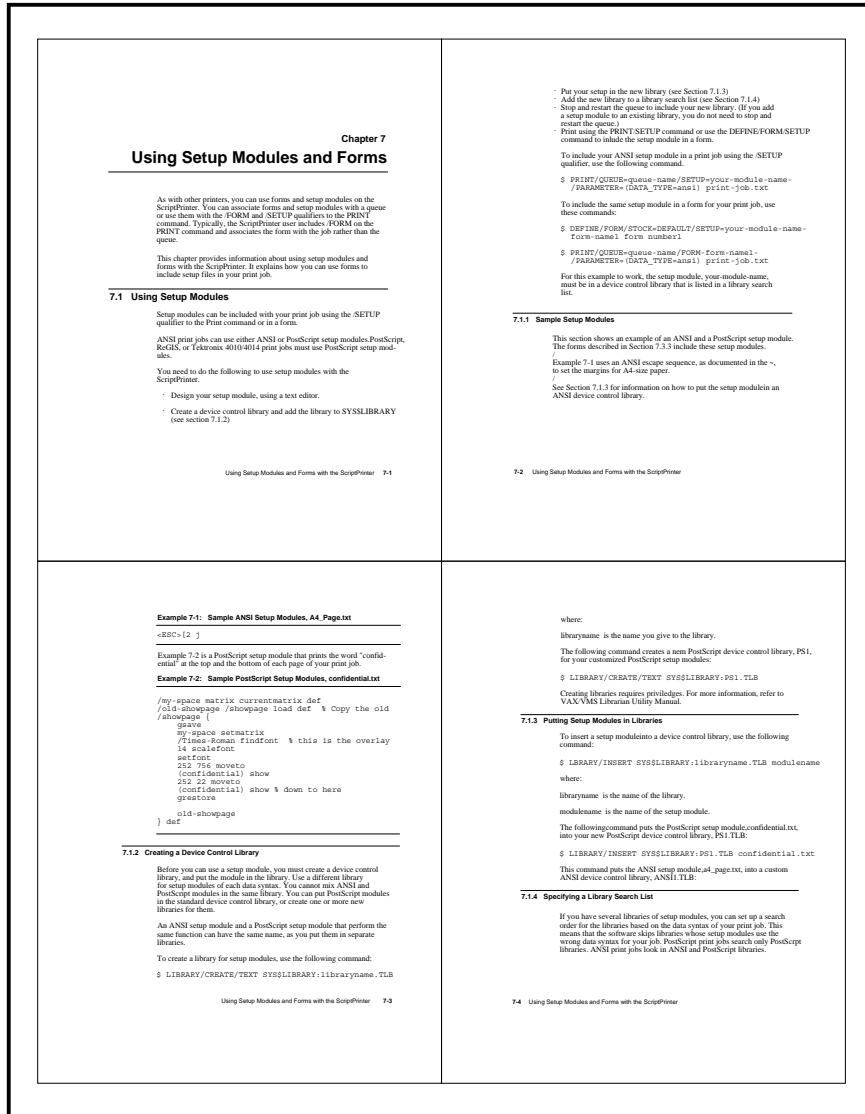 Chapter 7
Using Setup Modules and Forms
As with other printers, you can use forms and setup modules on the
ScriptPrinter. You can associate forms and setup modules with a queue
or use them with the /FORM and /SETUP qualifiers to the PRINT
command. Typically, the ScriptPrinter user includes /FORM on the
PRINT command and associates the form with the job rather than the
queue.
This chapter provides information about using setup modules and
forms with the ScripPrinter. It explains how you can use forms to
include setup files in your print job.
7.1 Using Setup Modules
Setup modules can be included with your print job using the /SETUP
qualifier to the Print command or in a form.
ANSI print jobs can use either ANSI or PostScript setup modules.PostScript,
ReGIS, or Tektronix 4010/4014 print jobs must use PostScript setup mod-
ules.
You need to do the following to use setup modules with the
ScriptPrinter.
· Design your setup module, using a text editor.
· Create a device control library and add the library to SYS$LIBRARY
(see section 7.1.2)
Using Setup Modules and Forms with the ScriptPrinter 7-1
· Put your setup in the new library (see Section 7.1.3)
· Add the new library to a library search list (see Section 7.1.4)
· Stop and restart the queue to include your new library. (If you add
a setup module to an existing library, you do not need to stop and
restart the queue.)
· Print using the PRINT/SETUP command or use the DEFINE/FORM/SETUP
command to inlude the setup module in a form.
To include your ANSI setup module in a print job using the /SETUP
qualifier, use the following command.
$ PRINT/QUEUE=queue-name/SETUP=your-module-name-
/PARAMETER=(DATA_TYPE=ansi) print-job.txt
To include the same setup module in a form for your print job, use
these commands:
$ DEFINE/FORM/STOCK=DEFAULT/SETUP=your-module-name-
form-name1 form number1
$ PRINT/QUEUE=queue-name/FORM-form-name1-
/PARAMETER=(DATA_TYPE=ansi) print-job.txt
For this example to work, the setup module, your-module-name,
must be in a device control library that is listed in a library search
list.
7.1.1 Sample Setup Modules
This section shows an example of an ANSI and a PostScript setup module.
The forms described in Section 7.3.3 include these setup modules.
/
Example 7-1 uses an ANSI escape sequence, as documented in the ~,
to set the margins for A4-size paper.
/
See Section 7.1.3 for information on how to put the setup modulein an
ANSI device control library.
7-2 Using Setup Modules and Forms with the ScriptPrinter
Example 7-1: Sample ANSI Setup Modules, A4_Page.txt
<ESC>[2 j
Example 7-2 is a PostScript setup module that prints the word "confid-
ential" at the top and the bottom of each page of your print job.
Example 7-2: Sample PostScript Setup Modules, confidential.txt
/my-space matrix currentmatrix def
/old-showpage /showpage load def % Copy the old
/showpage {
gsave
my-space setmatrix
/Times-Roman findfont % this is the overlay
14 scalefont
setfont
252 756 moveto
(confidential) show
252 22 moveto
(confidential) show % down to here
grestore
old-showpage
} def
7.1.2 Creating a Device Control Library
Before you can use a setup module, you must create a device control
library, and put the module in the library. Use a different library
for setup modules of each data syntax. You cannot mix ANSI and
PostScript modules in the same library. You can put PostScript modules
in the standard device control library, or create one or more new
libraries for them.
An ANSI setup module and a PostScript setup module that perform the
same function can have the same name, as you put them in separate
libraries.
To create a library for setup modules, use the following command:
$ LIBRARY/CREATE/TEXT SYS$LIBRARY:libraryname.TLB
Using Setup Modules and Forms with the ScriptPrinter 7-3
where:
libraryname is the name you give to the library.
The following command creates a nem PostScript device control library, PS1,
for your customized PostScript setup modules:
$ LIBRARY/CREATE/TEXT SYS$LIBRARY:PS1.TLB
Creating libraries requires priviledges. For more information, refer to
VAX/VMS Librarian Utility Manual.
7.1.3 Putting Setup Modules in Libraries
To insert a setup moduleinto a device control library, use the following
command:
$ LBRARY/INSERT SYS$LIBRARY:libraryname.TLB modulename
where:
libraryname is the name of the library.
modulename is the name of the setup module.
The followingcommand puts the PostScript setup module,confidential.txt,
into your new PostScript device control library, PS1.TLB:
$ LIBRARY/INSERT SYS$LIBRARY:PS1.TLB confidential.txt
This command puts the ANSI setup module,a4_page.txt, into a custom
ANSI device control library, ANSI1.TLB:
7.1.4 Specifying a Library Search List
If you have several libraries of setup modules, you can set up a search
order for the libraries based on the data syntax of your print job. This
means that the software skips libraries whose setup modules use the
wrong data syntax for your job. PostScript print jobs search only PostScrpt
libraries. ANSI print jobs look in ANSI and PostScript libraries.
7-4 Using Setup Modules and Forms with the ScriptPrinter